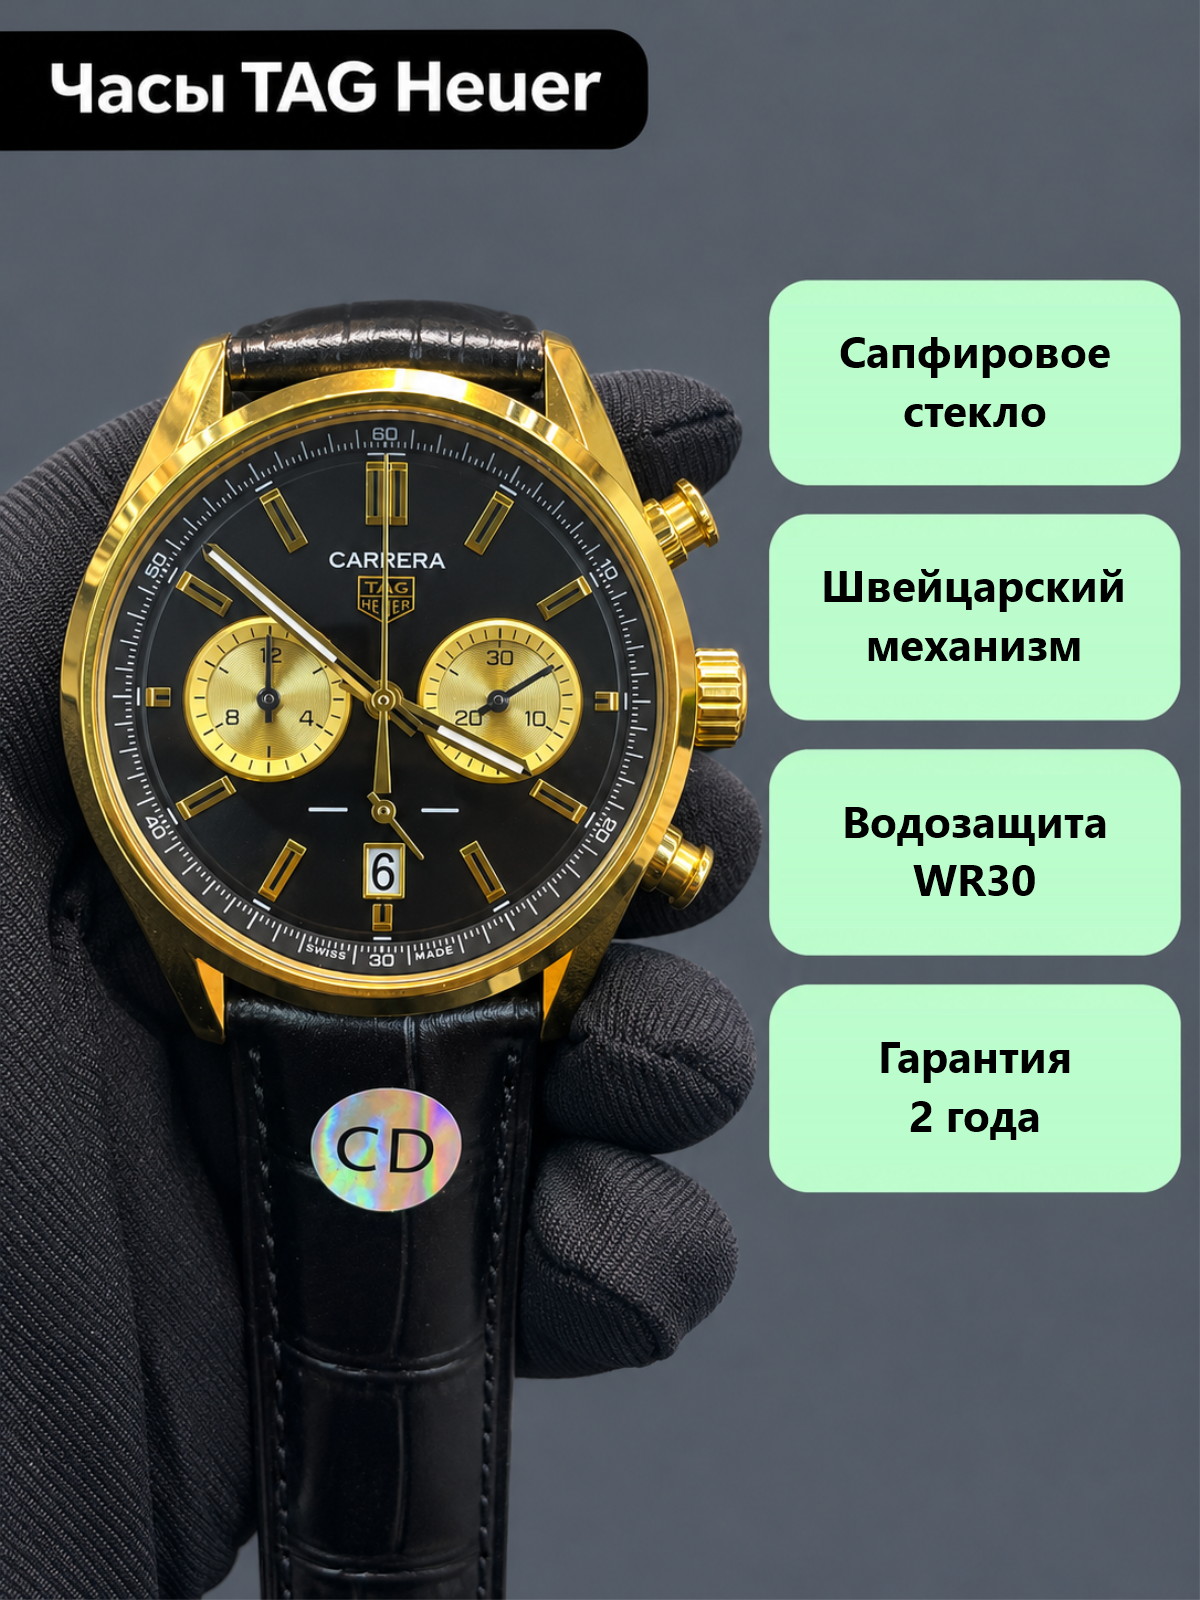 Часы TAG Heuer
Сапфировое
стекло
Швейцарский
механизм
Водозащита
WR30
Гарантия
2 года
60
CARRERA
TAG
HEUER
50
10
12
8
4
30
20
10
40
20
6
SWISS
30
MADE
CD